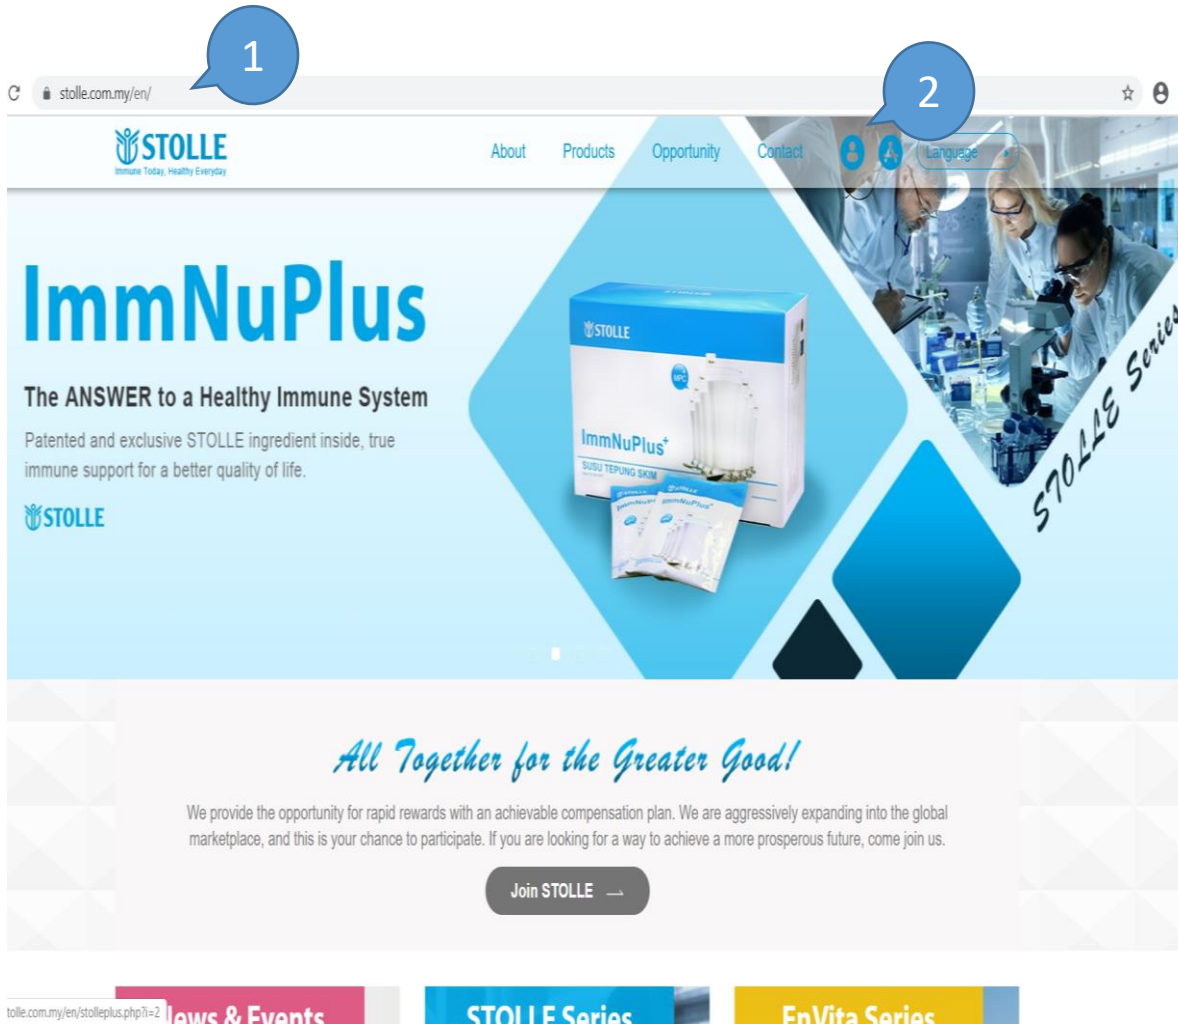 1
2
stolle.com.my/en/
STOLLE
Immune Today, Healthy Everyday
About
Products
Opportunity
Contact
Language
ImmNuPlus
The ANSWER to a Healthy Immune System
Patented and exclusive STOLLE ingredient inside, true
immune support for a better quality of life.
STOLLE
STOLLE
MPC
ImmNuPlus+
SUSU TEPUNG SKIM
STOLLE
ImmNuPlus+
STOLLE Series
All Together for the Greater Good!
We provide the opportunity for rapid rewards with an achievable compensation plan. We are aggressively expanding into the global
marketplace, and this is your chance to participate. If you are looking for a way to achieve a more prosperous future, come join us.
Join STOLLE →
News & Events
STOLLE Series
EnVita Series
tolle.com.my/en/stolleplus.php?i=2